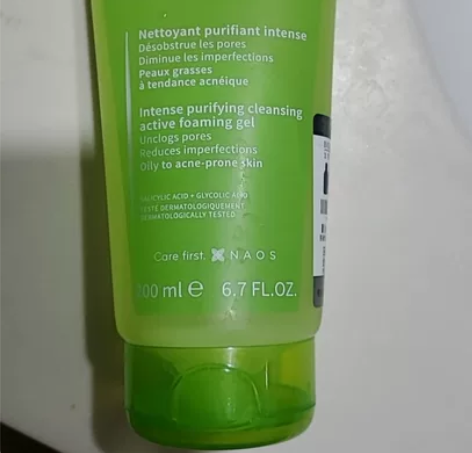 Nettoyant purifiant intense
Désobstrue les pores
Diminue les imperfections
Peaux grasses
à tendance acnéique
Intense purifying cleansing
active foaming gel
Unclogs pores
Reduces imperfections
Oily to acne-prone skin
SALICYLIC ACID + GLYCOLIC ACID
TESTÉ DERMATOLOGIQUEMENT
DERMATOLOGICALLY TESTED
Care first. NAOS
200 ml e 6.7 FL.OZ.